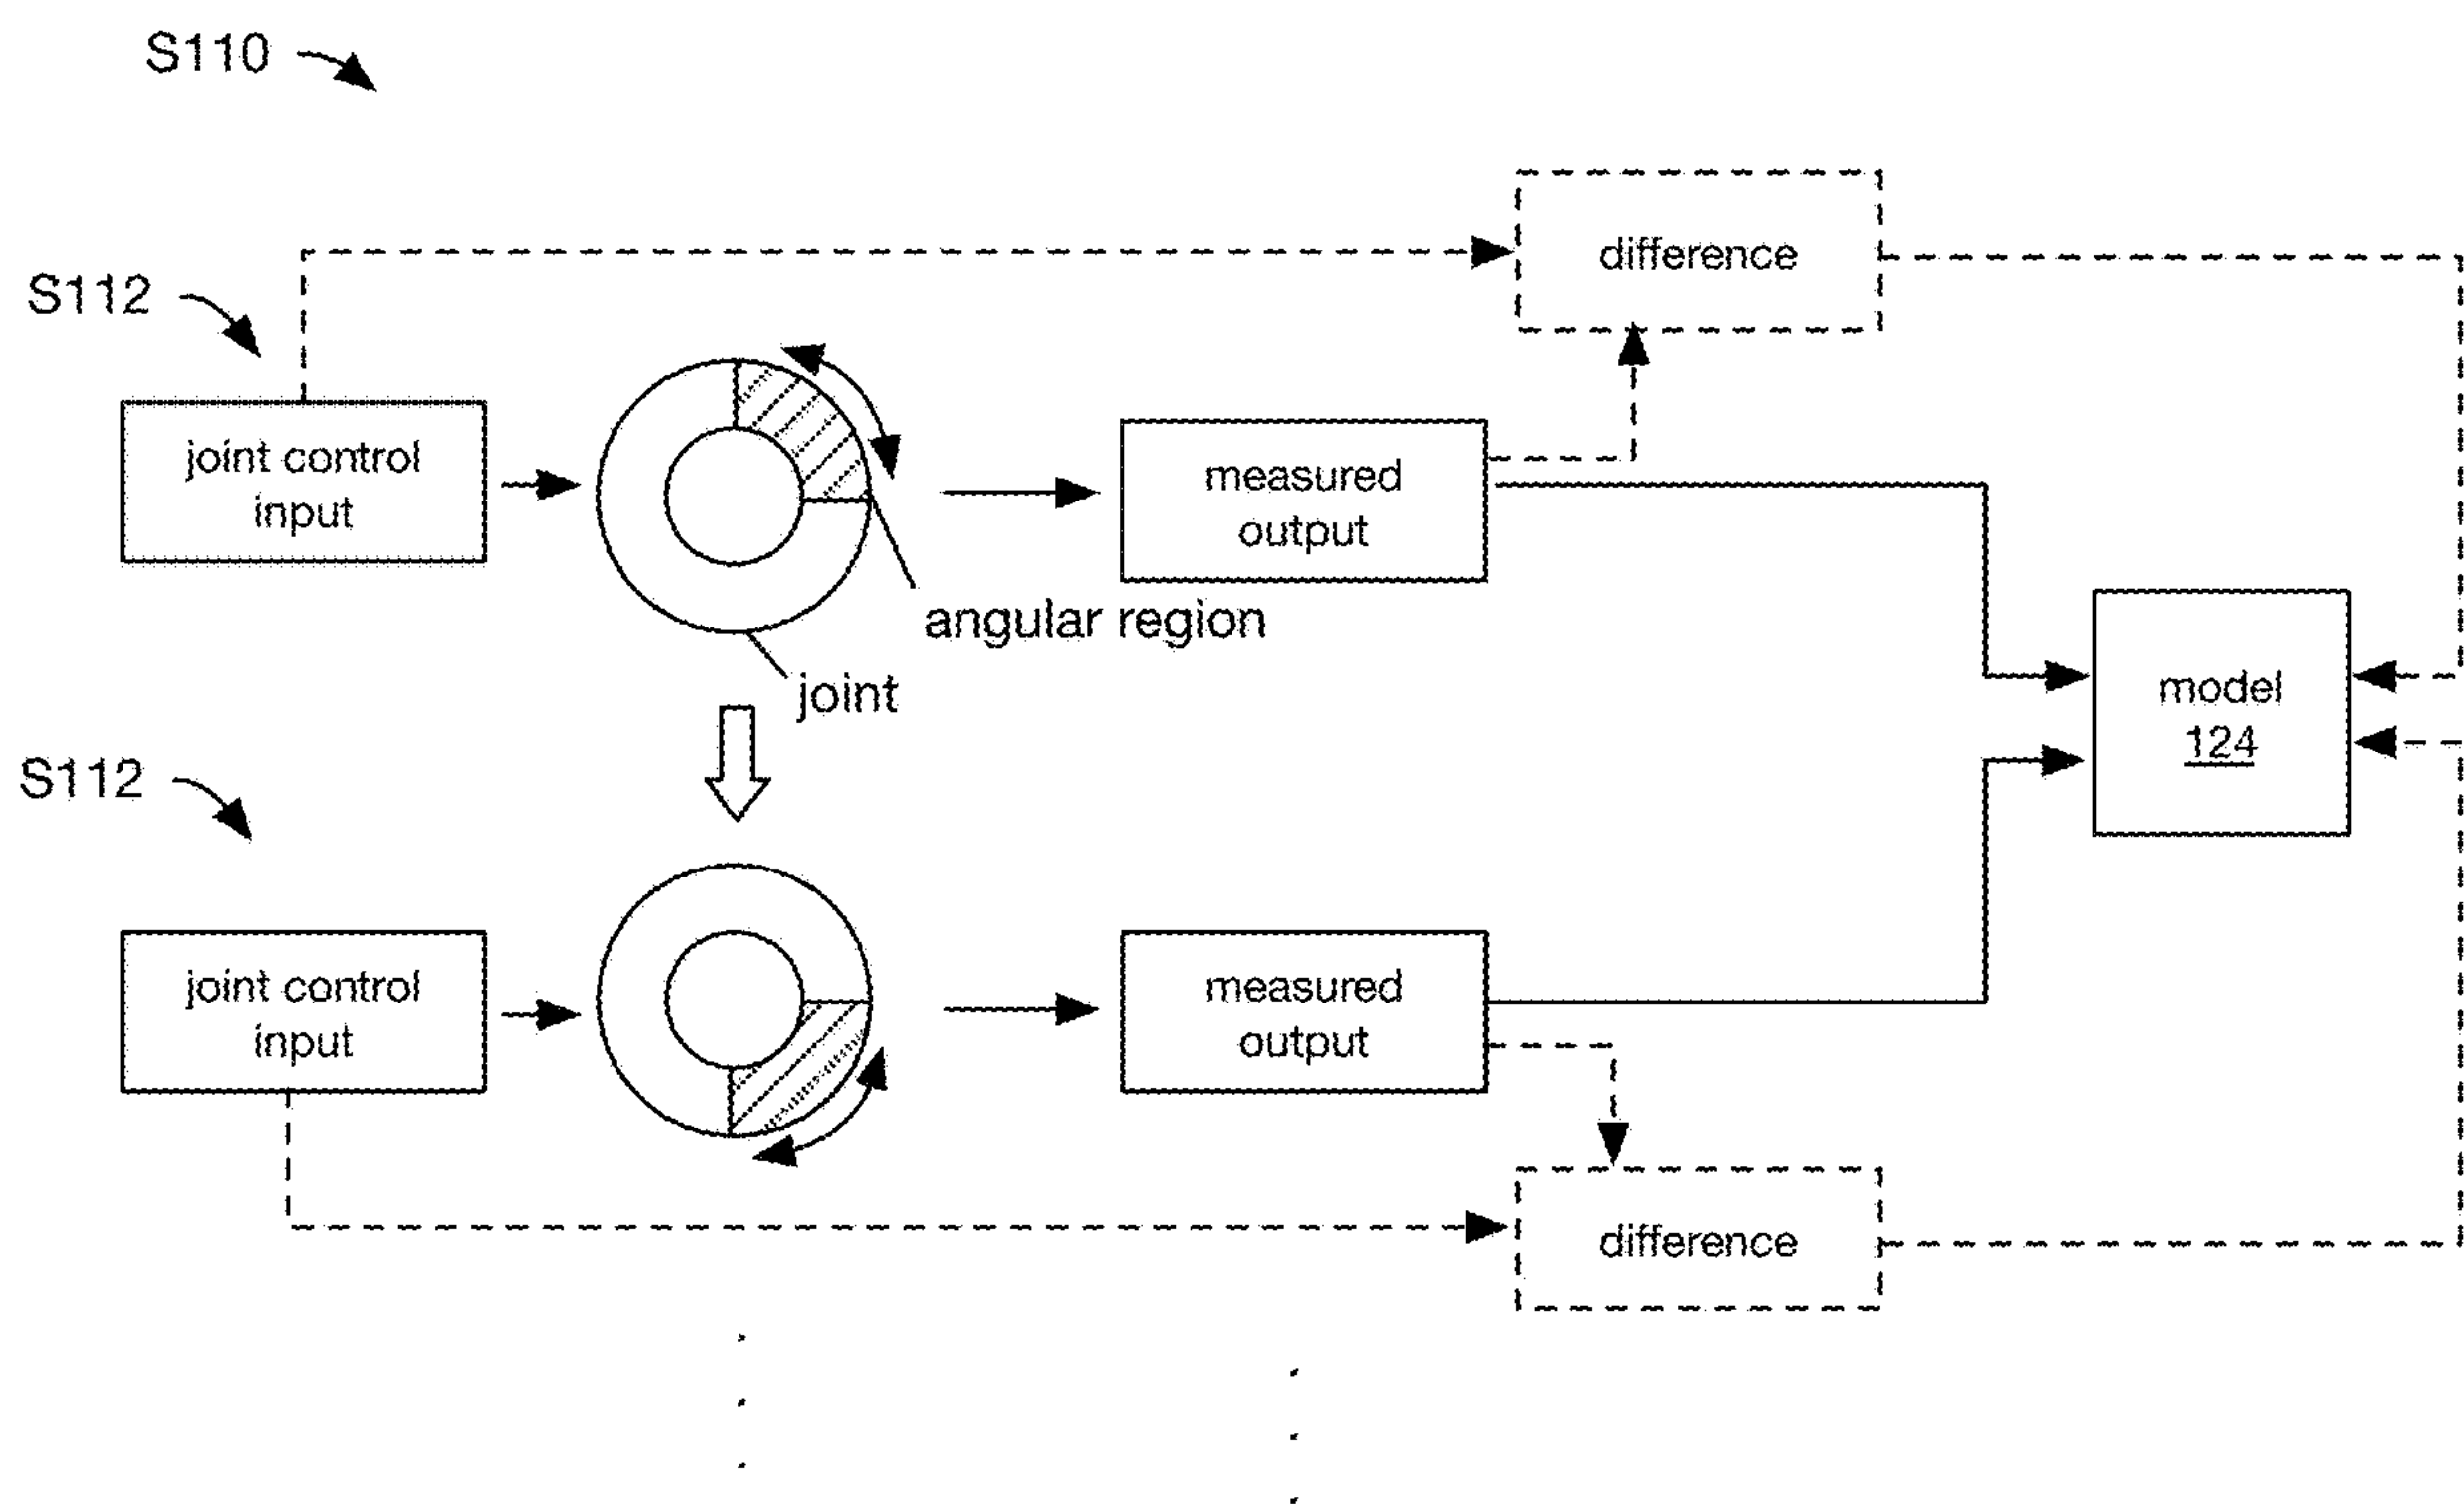 S110
difference
S112
joint control
input
measured
output
angular region
joint
model
124
S112
joint control
input
measured
output
difference